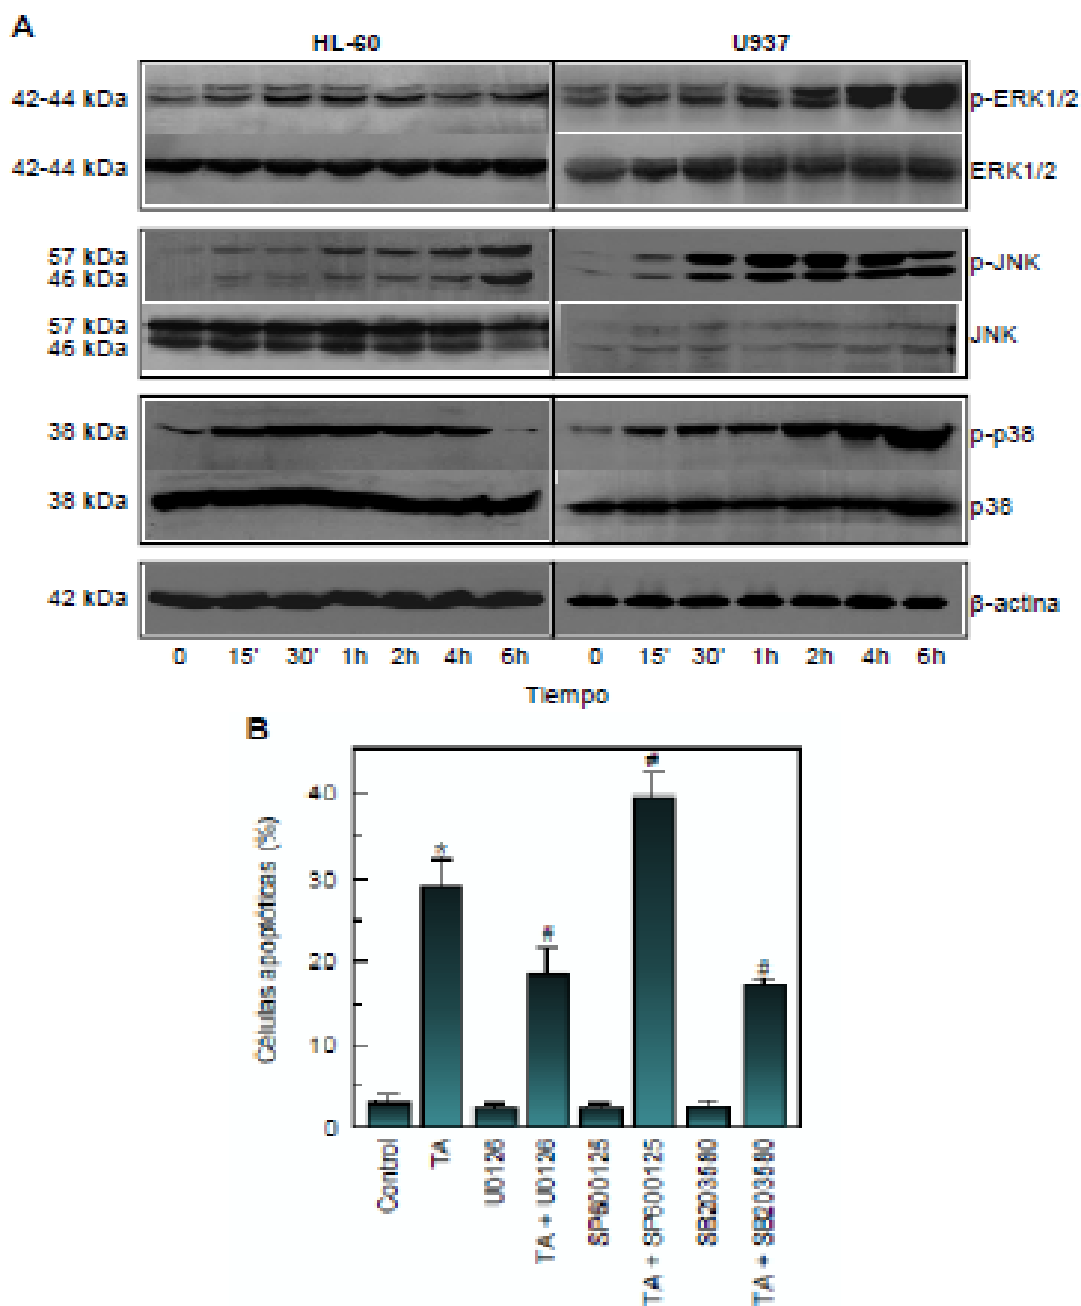 A
HL-60 U937
42-44 kDa p-ERK1/2
42-44 kDa ERK1/2
57 kDa
46 kDa p-JNK
57 kDa
46 kDa JNK
38 kDa p-p38
38 kDa p38
42 kDa β-actina
0 15' 30' 1h 2h 4h 6h 0 15' 30' 1h 2h 4h 6h
Tiempo
B
Células apoptóticas (%)
40
30
20
10
0
Control
TA
U0126
TA + U0126
SP600125
TA + SP600125
SB203580
TA + SB203580